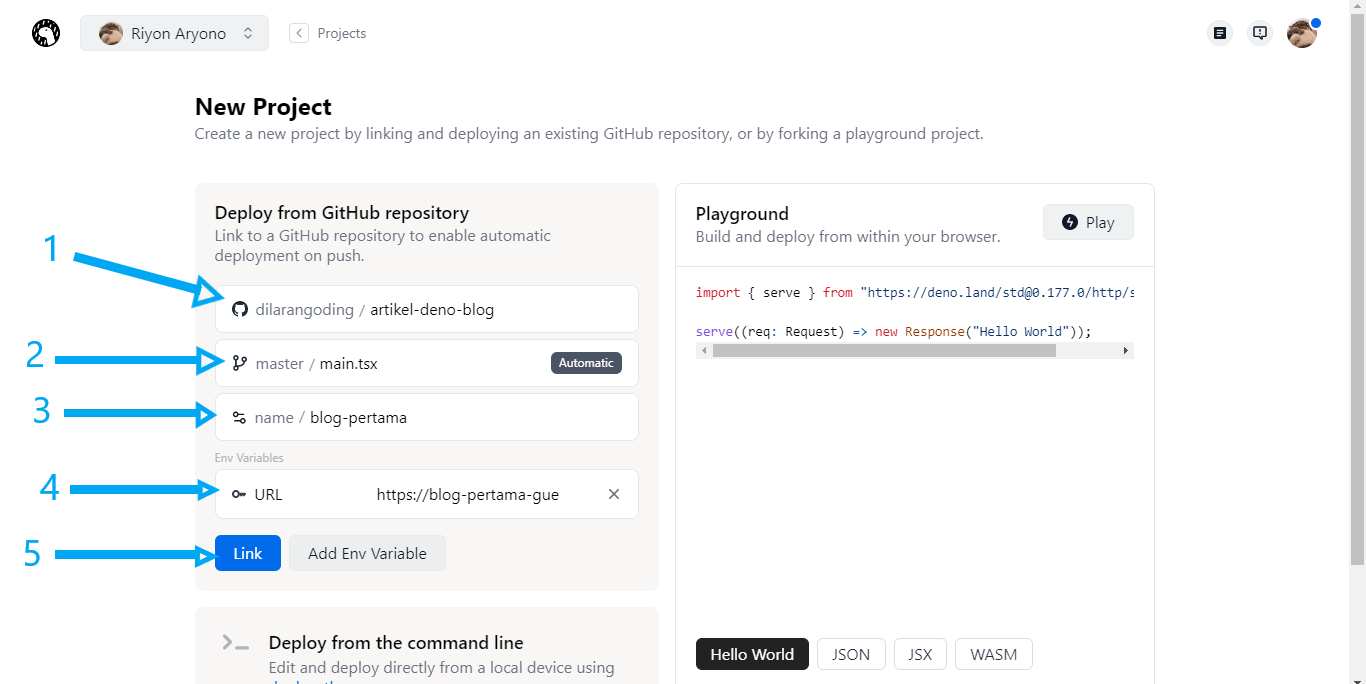 Riyon Aryono
Projects
New Project
Create a new project by linking and deploying an existing GitHub repository, or by forking a playground project.
Deploy from GitHub repository
Link to a GitHub repository to enable automatic
deployment on push.
1
dilarangoding / artikel-deno-blog
2
master / main.tsx
Automatic
3
name / blog-pertama
Env Variables
4
URL
https://blog-pertama-gue
5
Link
Add Env Variable
Deploy from the command line
Edit and deploy directly from a local device using
Playground
Build and deploy from within your browser.
Play
import { serve } from "https://deno.land/std@0.177.0/http/s
serve((req: Request) => new Response("Hello World"));
Hello World
JSON
JSX
WASM